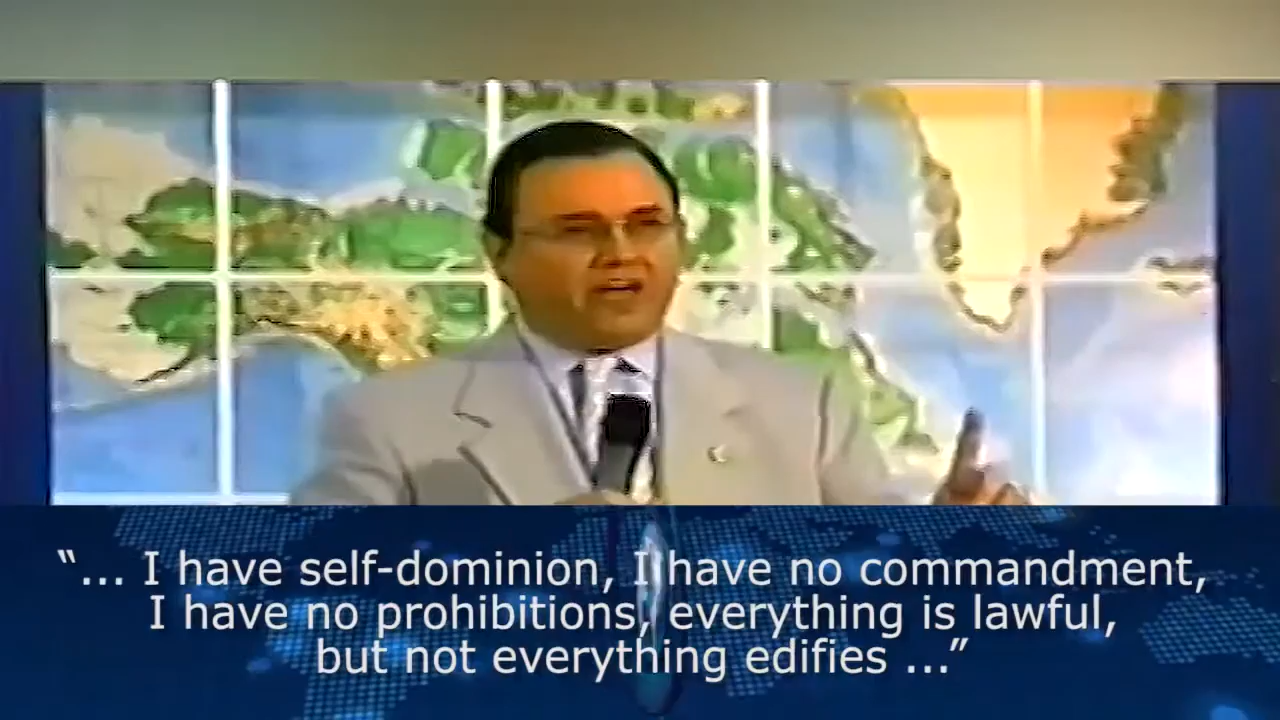 “... I have self-dominion, I have no commandment,
I have no prohibitions, everything is lawful,
but not everything edifies ...”